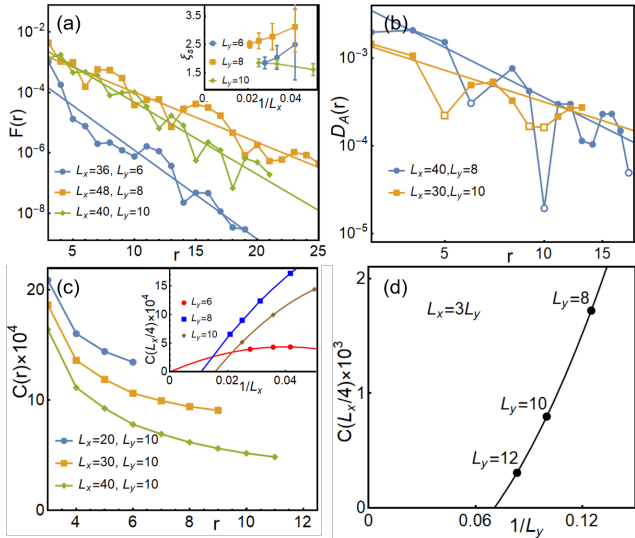 (a)
10⁻²
10⁻⁴
10⁻⁶
10⁻⁸
F(r)
5
10
15
20
25
r
Lx=36, Ly=6
Lx=48, Ly=8
Lx=40, Ly=10
ξs
4.5
3.5
2.5
1.5
0
0
0.02
0.04
1/Lx
Ly=6
Ly=8
Ly=10
(b)
DA(r)
10⁻³
10⁻⁴
10⁻⁵
5
10
15
r
Lx=40,Ly=8
Lx=30,Ly=10
(c)
C(r)×10⁴
20
10
0
4
6
8
10
12
r
Lx=20, Ly=10
Lx=30, Ly=10
Lx=40, Ly=10
C(Lx/4)×10⁴
15
10
5
0
0
0.02
0.04
1/Lx
Ly=6
Ly=8
Ly=10
(d)
C(Lx/4)×10³
2
1
0
0
0.06
0.12
1/Ly
Lx=3Ly
Ly=8
Ly=10
Ly=12